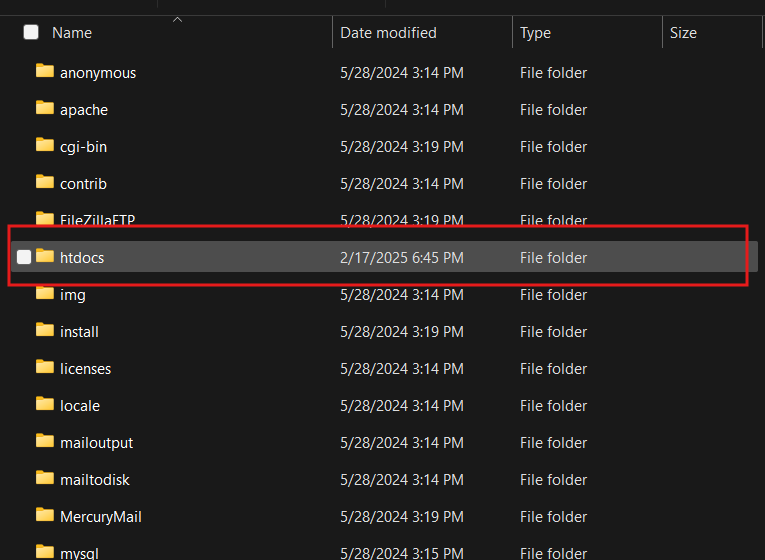 Name Date modified Type Size
anonymous 5/28/2024 3:14 PM File folder
apache 5/28/2024 3:14 PM File folder
cgi-bin 5/28/2024 3:19 PM File folder
contrib 5/28/2024 3:14 PM File folder
FileZillaFTP 5/28/2024 3:19 PM File folder
htdocs 2/17/2025 6:45 PM File folder
img 5/28/2024 3:14 PM File folder
install 5/28/2024 3:19 PM File folder
licenses 5/28/2024 3:14 PM File folder
locale 5/28/2024 3:14 PM File folder
mailoutput 5/28/2024 3:14 PM File folder
mailtodisk 5/28/2024 3:14 PM File folder
MercuryMail 5/28/2024 3:19 PM File folder
mysql 5/28/2024 3:15 PM File folder